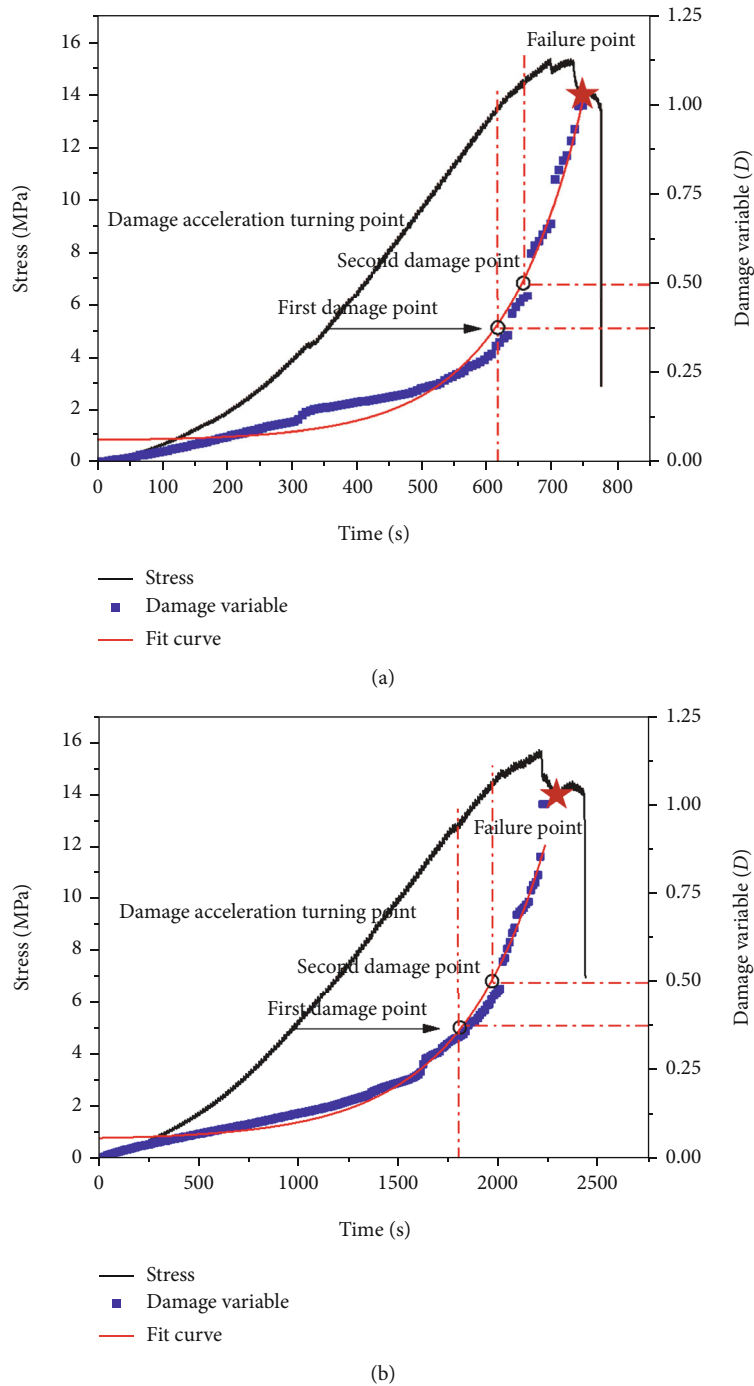 Stress (MPa)
16
14
12
10
8
6
4
2
0
1.25
1.00
0.75
0.50
0.25
0.00
Damage variable (D)
Failure point
Damage acceleration turning point
Second damage point
First damage point
0 100 200 300 400 500 600 700 800
Time (s)
Stress
Damage variable
Fit curve
(a)
Stress (MPa)
16
14
12
10
8
6
4
2
0
1.25
1.00
0.75
0.50
0.25
0.00
Damage variable (D)
Failure point
Damage acceleration turning point
Second damage point
First damage point
0 500 1000 1500 2000 2500
Time (s)
Stress
Damage variable
Fit curve
(b)